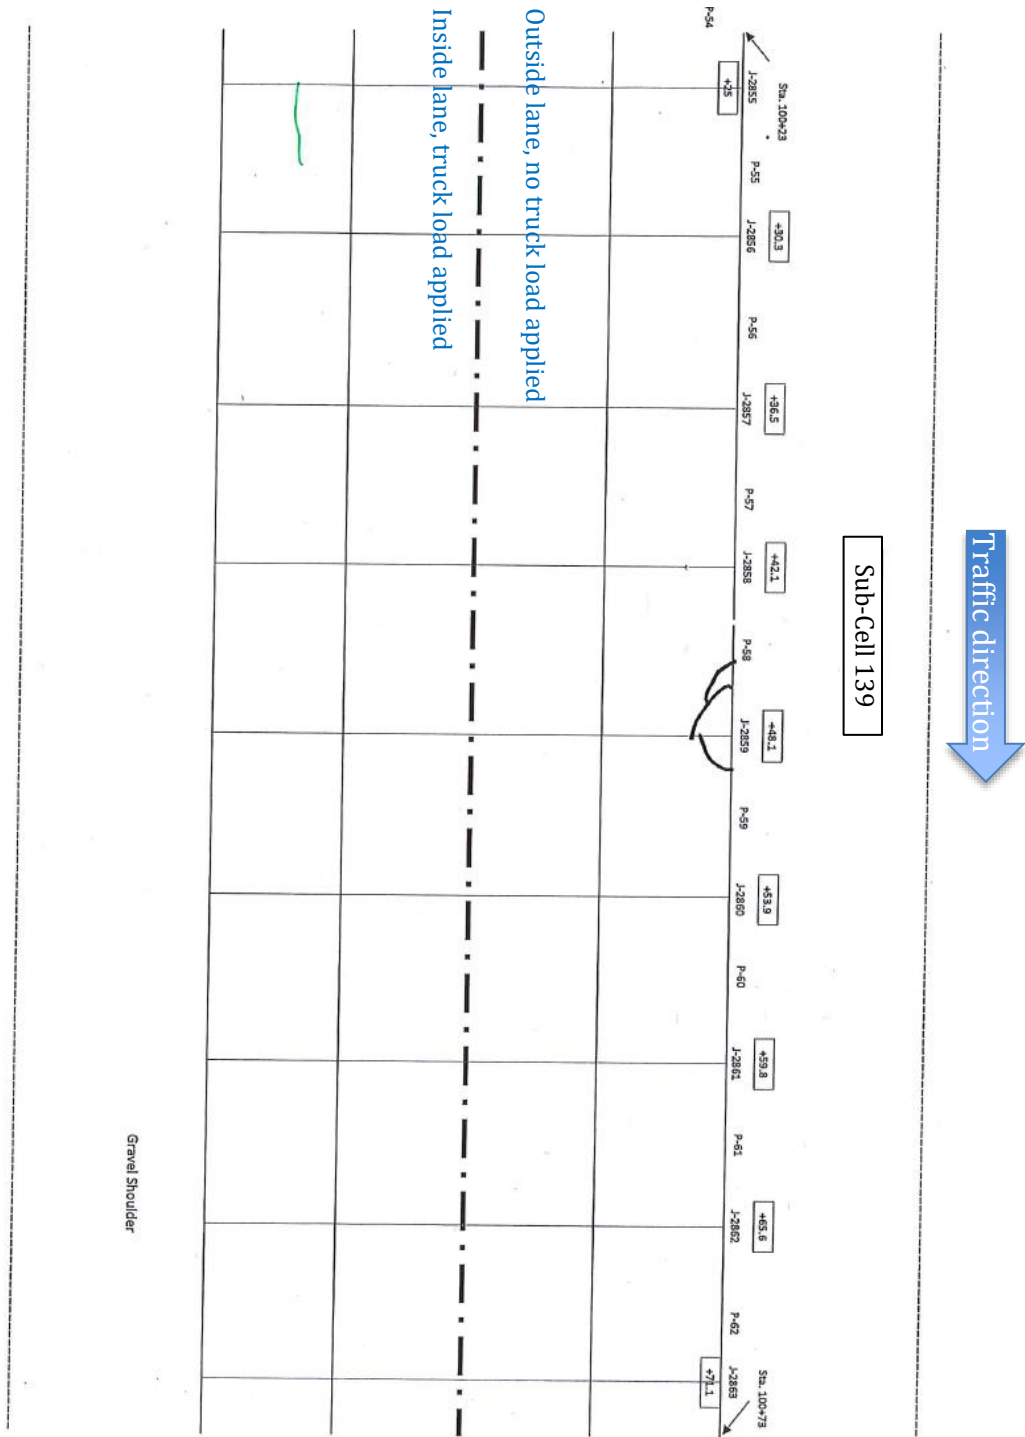 Traffic direction
Sub-Cell 139
Sta. 100+23
Sta. 100+73
+30.3
+36.5
+42.1
+48.1
+53.9
+59.8
+65.6
P-54
J-2855
P-55
J-2856
P-56
J-2857
P-57
J-2858
P-58
J-2859
P-59
J-2860
P-60
J-2861
P-61
J-2862
P-62
J-2863
+25
+71.1
Outside lane, no truck load applied
Inside lane, truck load applied
Gravel Shoulder